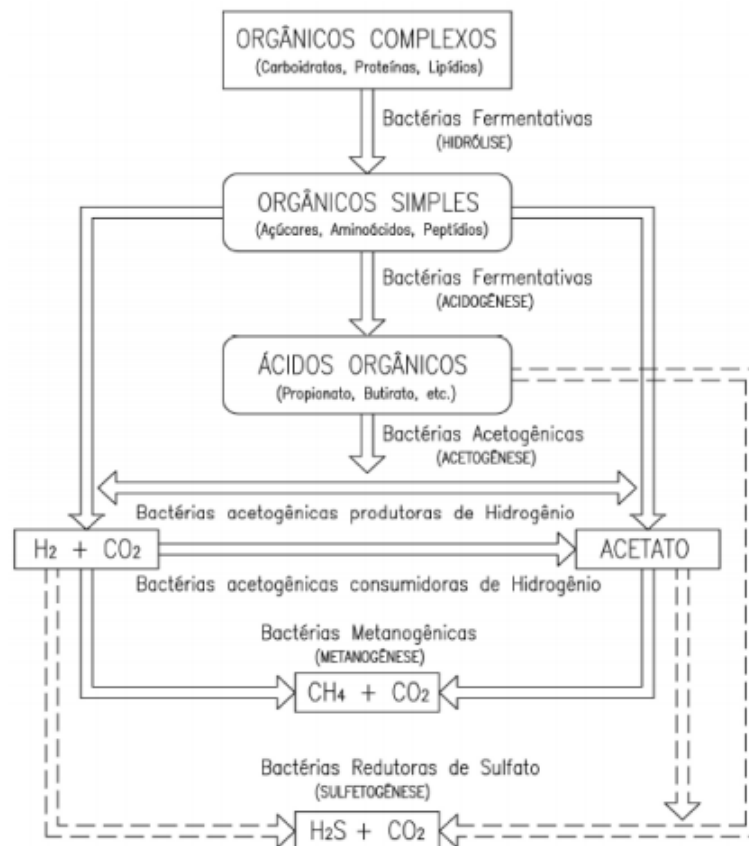 ORGÂNICOS COMPLEXOS
(Carboidratos, Proteínas, Lipídios)
Bactérias Fermentativas
(HIDRÓLISE)
ORGÂNICOS SIMPLES
(Açúcares, Aminoácidos, Peptídios)
Bactérias Fermentativas
(ACIDOGÊNESE)
ÁCIDOS ORGÂNICOS
(Propionato, Butirato, etc.)
Bactérias Acetogênicas
(ACETOGÊNESE)
Bactérias acetogênicas produtoras de Hidrogênio
H₂ + CO₂
ACETATO
Bactérias acetogênicas consumidoras de Hidrogênio
Bactérias Metanogênicas
(METANOGÊNESE)
CH₄ + CO₂
Bactérias Redutoras de Sulfato
(SULFETOGÊNESE)
H₂S + CO₂